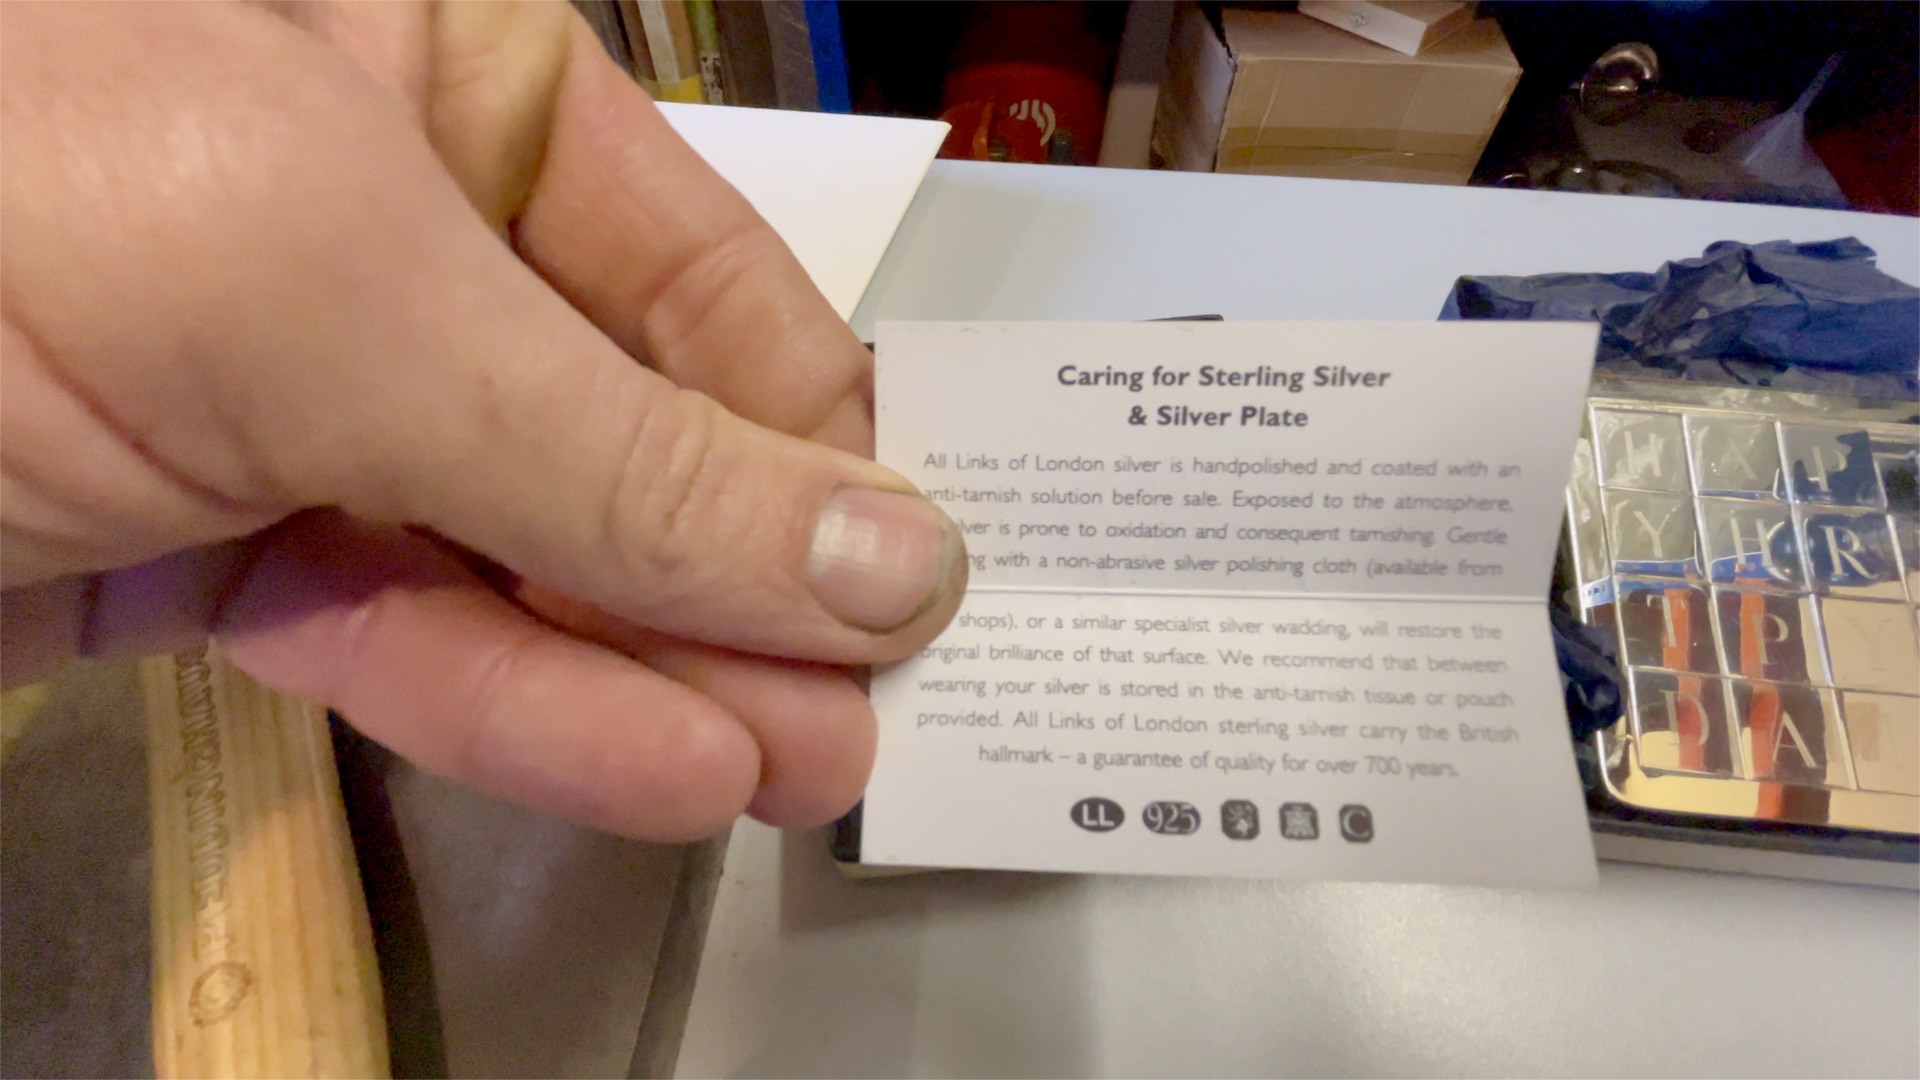 Caring for Sterling Silver
& Silver Plate
All Links of London silver is handpolished and coated with an
anti-tarnish solution before sale. Exposed to the atmosphere,
is prone to oxidation and consequent tarnishing. Gentle
with a non-abrasive silver polishing cloth (available from
shops), or a similar specialist silver wadding, will restore the
original brilliance of that surface. We recommend that between
wearing your silver is stored in the anti-tarnish tissue or pouch
provided. All Links of London sterling silver carry the British
hallmark – a guarantee of quality for over 700 years.
LL 925 C
H X P
Y H R
T P Y
D A